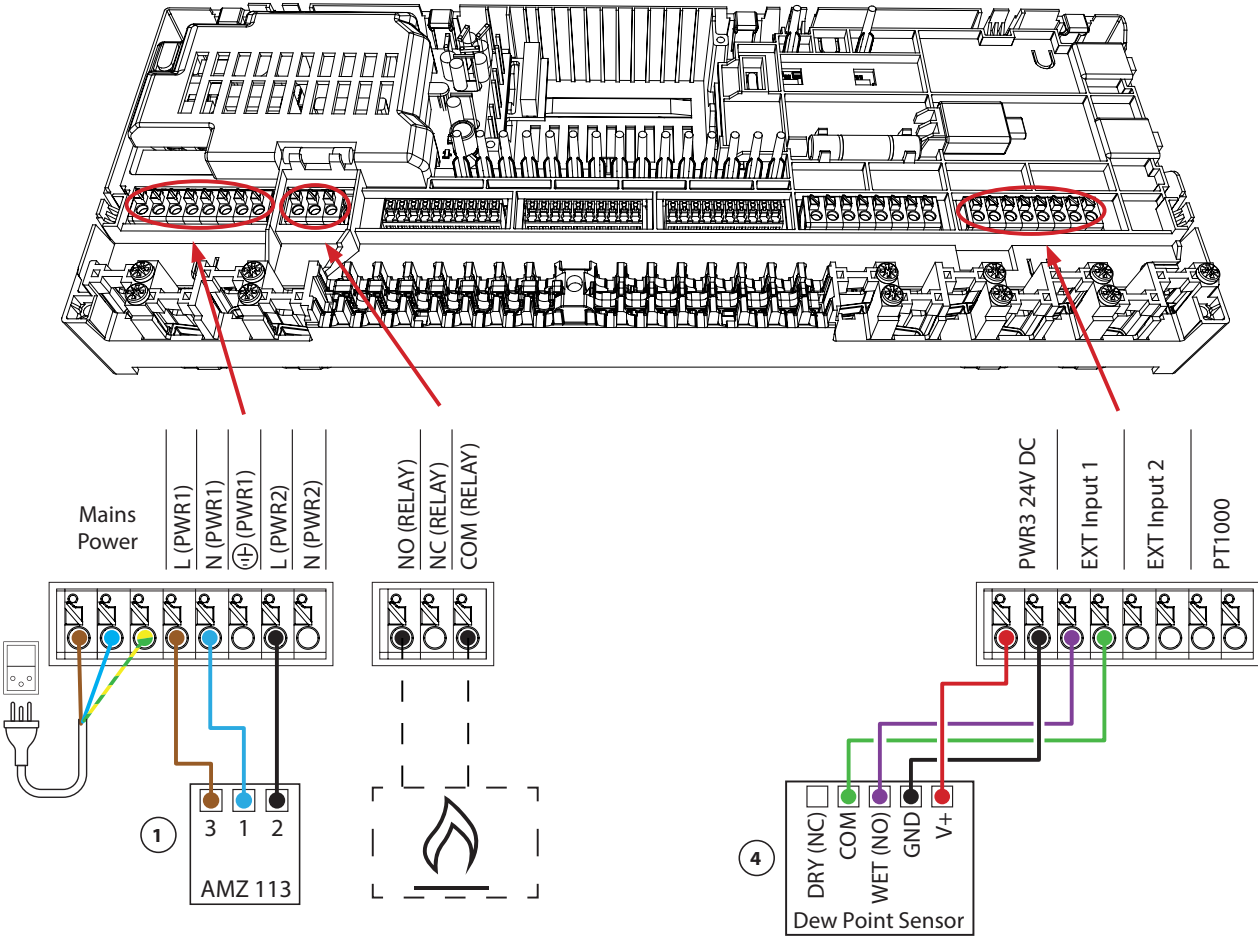 Mains
Power
L (PWR1)
N (PWR1)
(PWR1)
L (PWR2)
N (PWR2)
NO (RELAY)
NC (RELAY)
COM (RELAY)
PWR3 24V DC
EXT Input 1
EXT Input 2
PT1000
1
3 1 2
AMZ 113
4
DRY (NC)
COM
WET (NO)
GND
V+
Dew Point Sensor